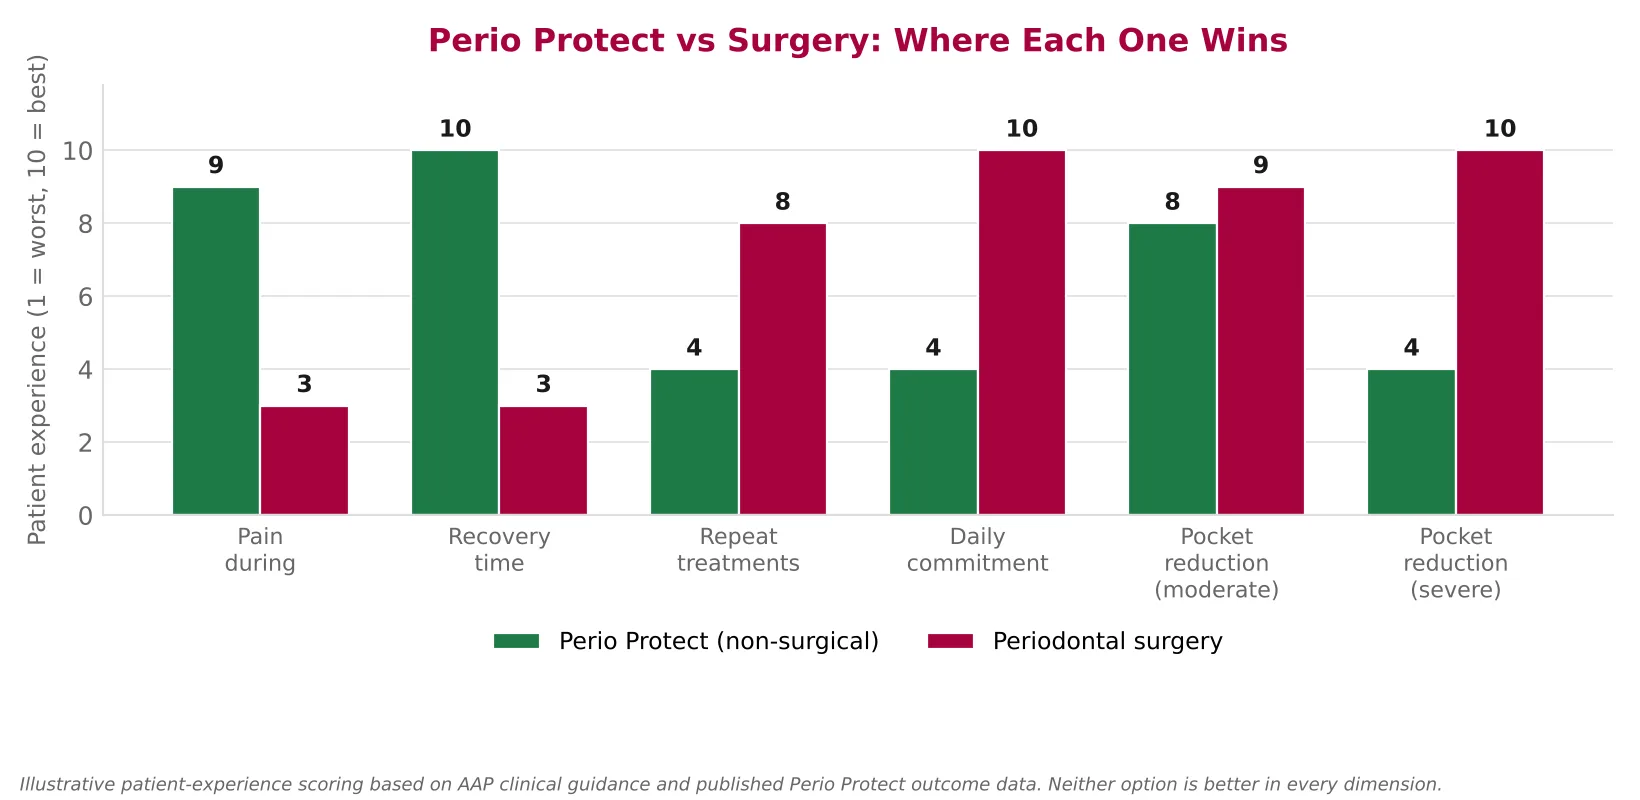 Perio Protect vs Surgery: Where Each One Wins
Patient experience (1 = worst, 10 = best)
10
8
6
4
2
0
9
3
10
3
4
8
4
10
8
9
4
10
Pain
during
Recovery
time
Repeat
treatments
Daily
commitment
Pocket
reduction
(moderate)
Pocket
reduction
(severe)
Perio Protect (non-surgical)
Periodontal surgery
Illustrative patient-experience scoring based on AAP clinical guidance and published Perio Protect outcome data. Neither option is better in every dimension.